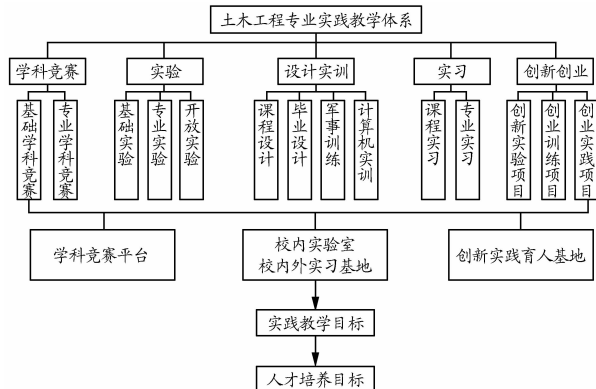 土木工程专业实践教学体系
学科竞赛
实验
设计实训
实习
创新创业
基础学科竞赛
专业学科竞赛
基础实验
专业实验
开放实验
课程设计
毕业设计
军事训练
计算机实训
课程实习
专业实习
创新实验项目
创业训练项目
创业实践项目
学科竞赛平台
校内实验室
校内外实习基地
创新实践育人基地
实践教学目标
人才培养目标